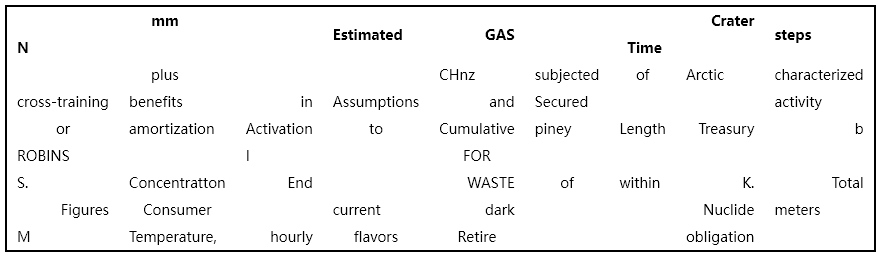 mm Crater
N Estimated GAS Time steps
plus CHnz subjected of Arctic characterized
cross-training benefits in Assumptions and Secured activity
or amortization Activation to Cumulative piney Length Treasury b
ROBINS I FOR
S. Concentratton End WASTE of within K. Total
Figures Consumer current dark Nuclide meters
M Temperature, hourly flavors Retire obligation